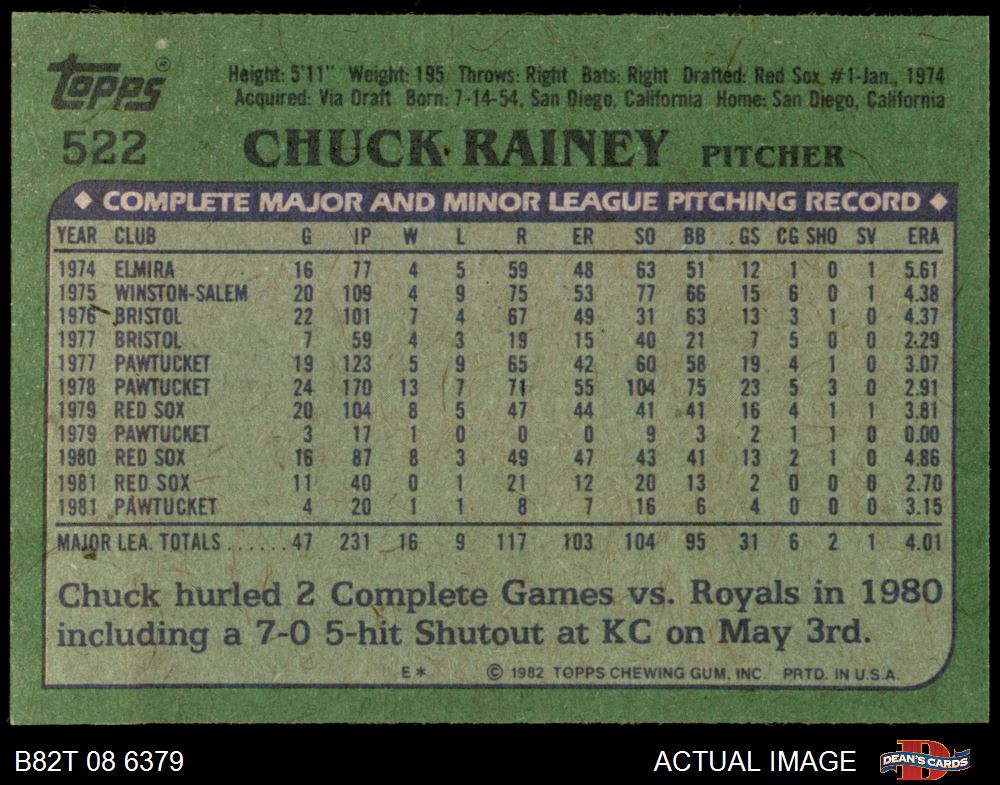 Topps®
Height: 5'11" Weight: 195 Throws: Right Bats: Right Drafted: Red Sox #1-Jan., 1974
Acquired: Via Draft Born: 7-14-54, San Diego, California Home: San Diego, California
522 CHUCK RAINEY PITCHER
◆ COMPLETE MAJOR AND MINOR LEAGUE PITCHING RECORD ◆
YEAR CLUB G IP W L R ER SO BB GS CG SHO SV ERA
1974 ELMIRA 16 77 4 5 59 48 63 51 12 1 0 1 5.61
1975 WINSTON-SALEM 20 109 4 9 75 53 77 66 15 6 0 1 4.38
1976 BRISTOL 22 101 7 4 67 49 31 63 13 3 1 0 4.37
1977 BRISTOL 7 59 4 3 19 15 40 21 7 5 0 0 2.29
1977 PAWTUCKET 19 123 5 9 65 42 60 58 19 4 1 0 3.07
1978 PAWTUCKET 24 170 13 7 71 55 104 75 23 5 3 0 2.91
1979 RED SOX 20 104 8 5 47 44 41 41 16 4 1 1 3.81
1979 PAWTUCKET 3 17 1 0 0 0 9 3 2 1 1 0 0.00
1980 RED SOX 16 87 8 3 49 47 43 41 13 2 1 0 4.86
1981 RED SOX 11 40 0 1 21 12 20 13 2 0 0 0 2.70
1981 PAWTUCKET 4 20 1 1 8 7 16 6 4 0 0 0 3.15
MAJOR LEA. TOTALS......47 231 16 9 117 103 104 95 31 6 2 1 4.01
Chuck hurled 2 Complete Games vs. Royals in 1980
including a 7-0 5-hit Shutout at KC on May 3rd.
E* © 1982 TOPPS CHEWING GUM, INC. PRTD. IN U.S.A.
B82T 08 6379 ACTUAL IMAGE D DEAN'S CARDS